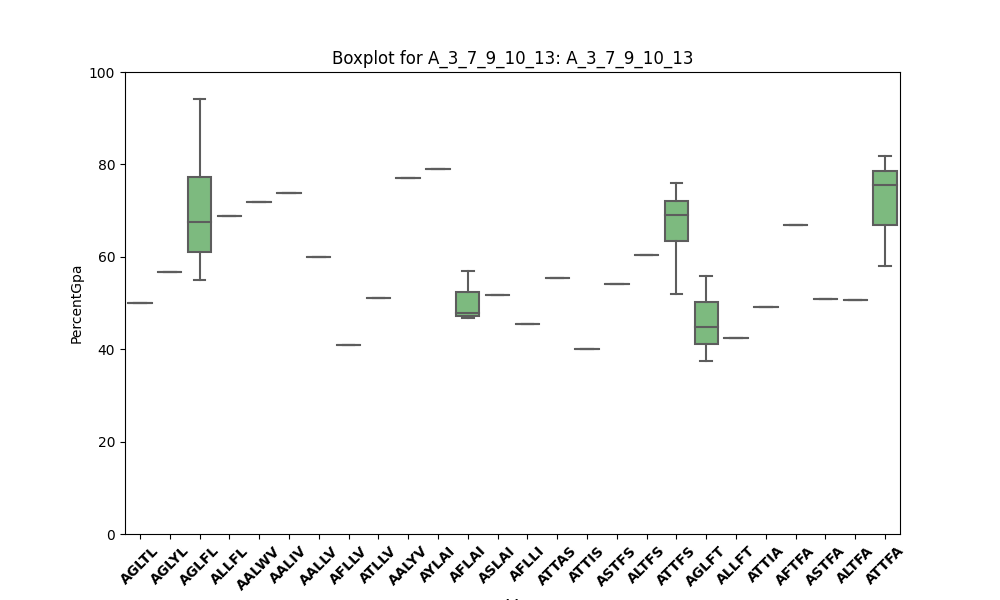 Boxplot for A_3_7_9_10_13: A_3_7_9_10_13
100
80
60
40
20
0
PercentGpa
AGLTL
AGLYL
AGLFL
ALLFL
AALWV
AALIV
AALLV
AFLLV
ATLLV
AALYV
AYLAI
AFLAI
ASLAI
AFLLI
ATTAS
ATTIS
ASTFS
ALTFS
ATTFS
AGLFT
ALLFT
ATTIA
AFTFA
ASTFA
ALTFA
ATTFA